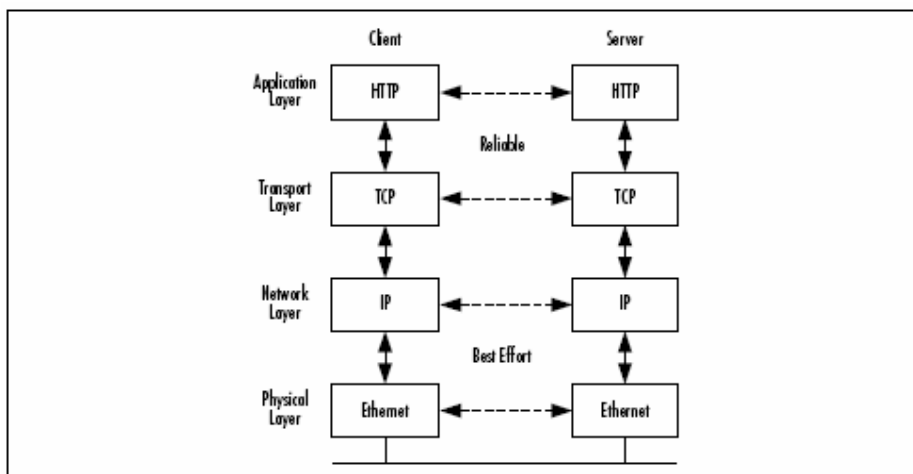 Client Server
Application
Layer
HTTP HTTP
Reliable
Transport
Layer
TCP TCP
Network
Layer
IP IP
Best Effort
Physical
Layer
Ethernet Ethernet